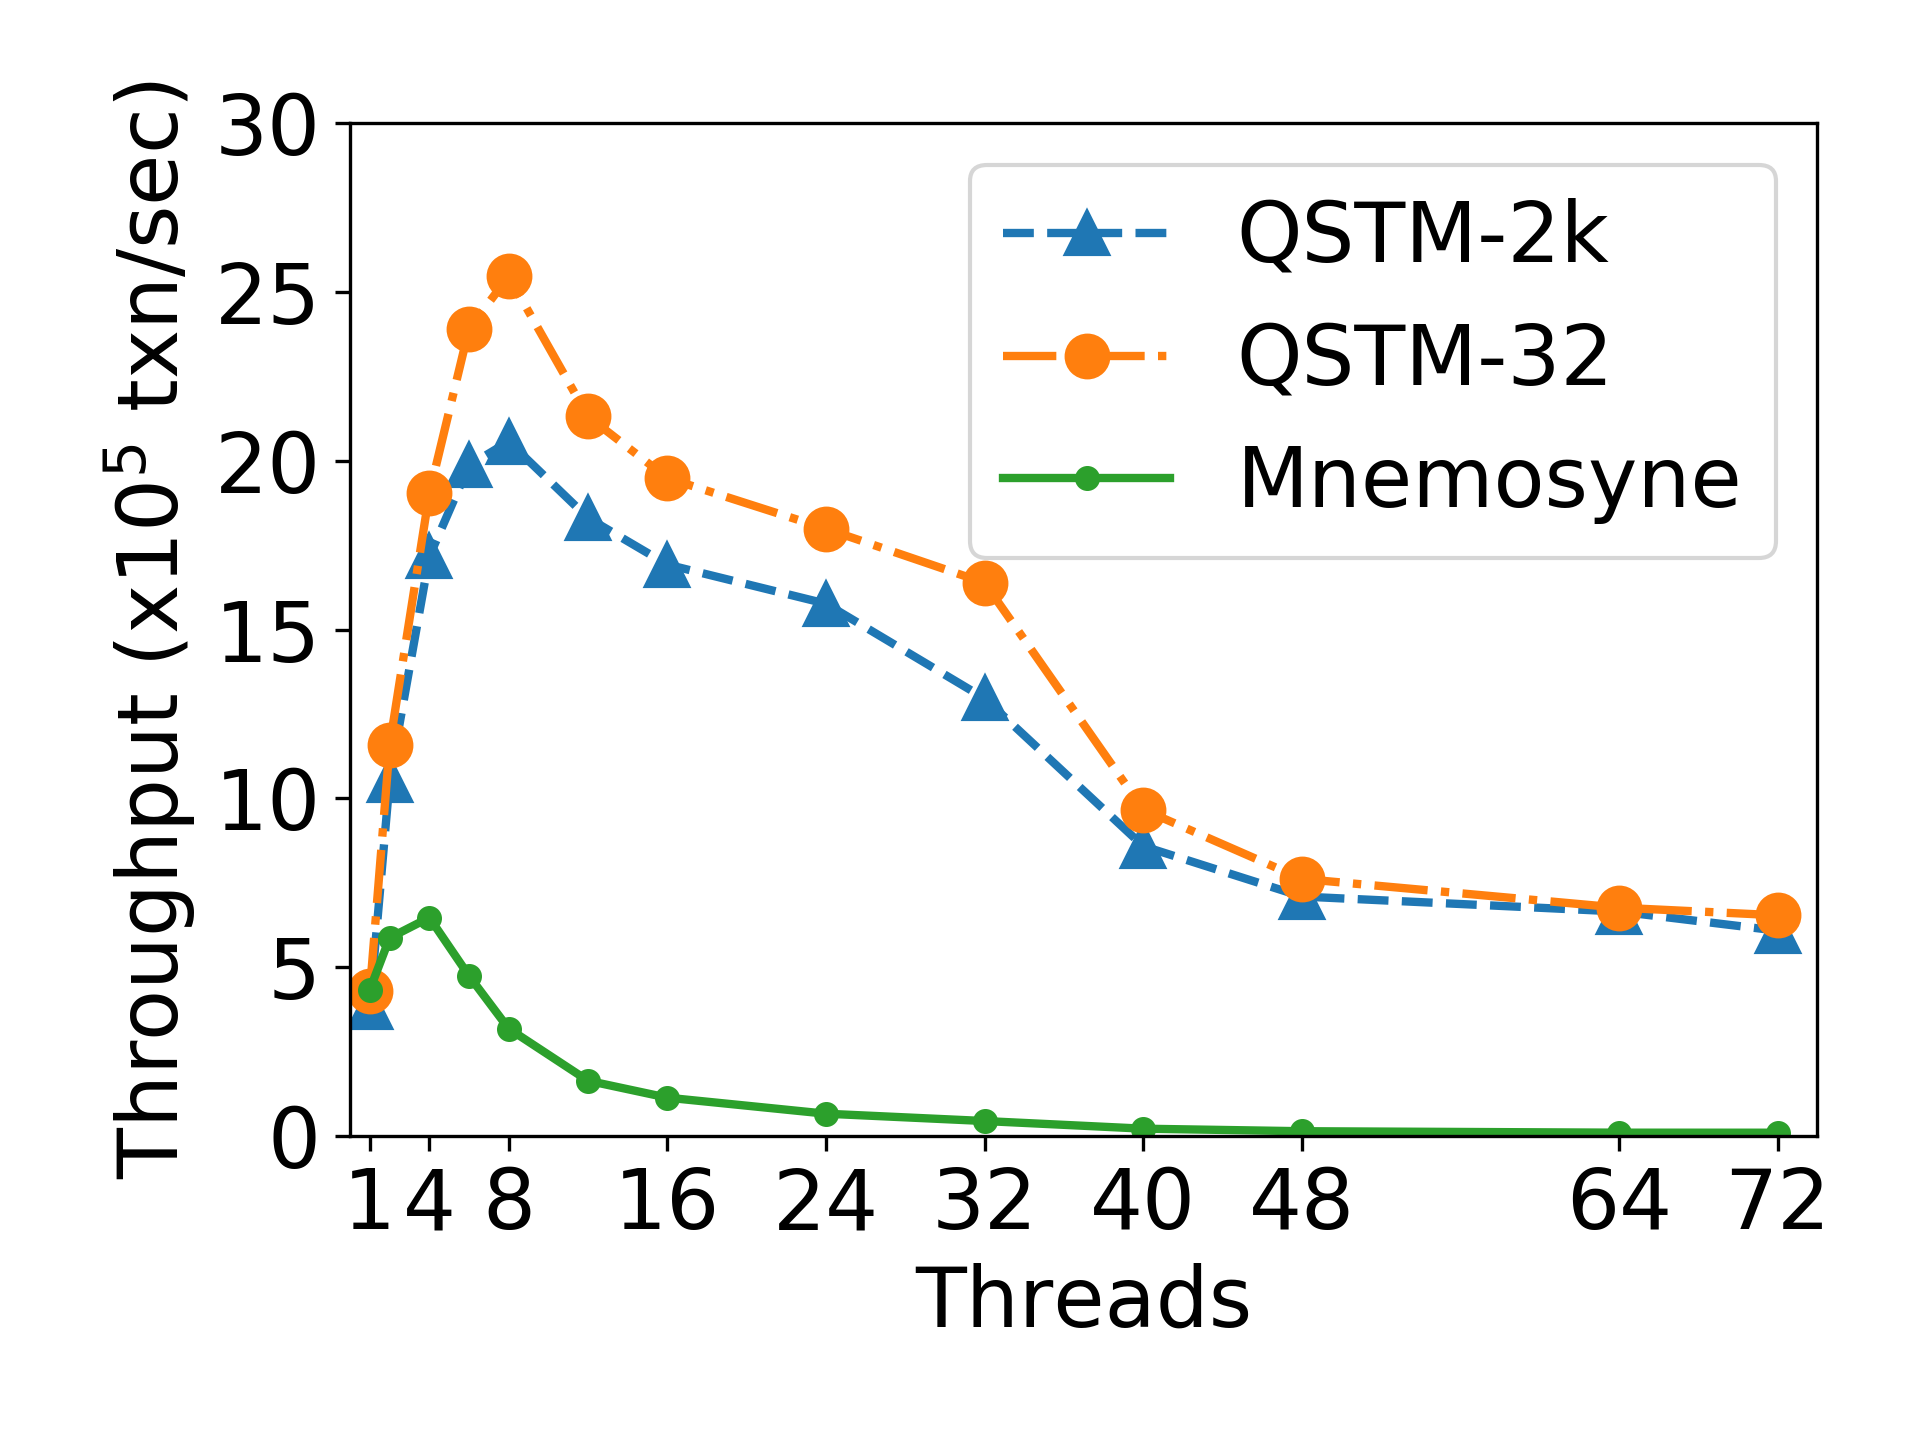 Throughput (x10⁵ txn/sec)
30
25
20
15
10
5
0
QSTM-2k
QSTM-32
Mnemosyne
1 4 8 16 24 32 40 48 64 72
Threads